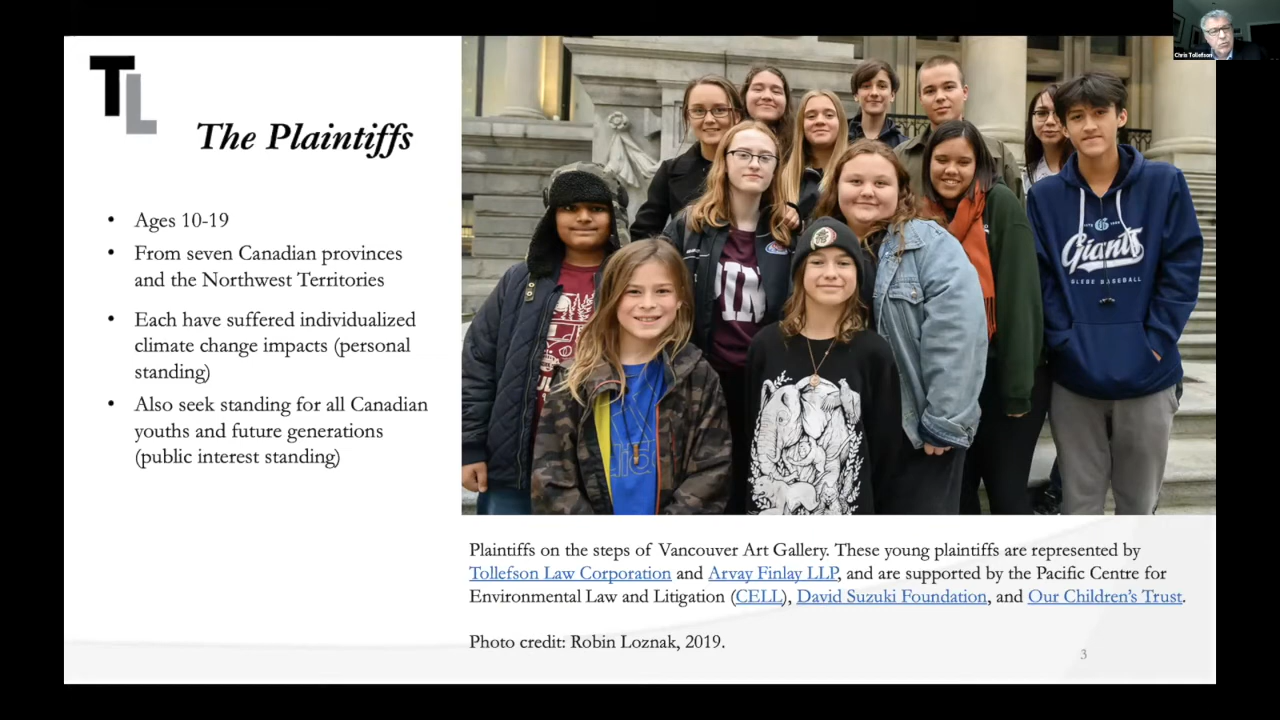 Chris Tollefson
TL
The Plaintiffs
• Ages 10-19
• From seven Canadian provinces
and the Northwest Territories
• Each have suffered individualized
climate change impacts (personal
standing)
• Also seek standing for all Canadian
youths and future generations
(public interest standing)
Giants
GLEBE BASEBALL
Plaintiffs on the steps of Vancouver Art Gallery. These young plaintiffs are represented by
Tollefson Law Corporation and Arvay Finlay LLP, and are supported by the Pacific Centre for
Environmental Law and Litigation (CELL), David Suzuki Foundation, and Our Children's Trust.
Photo credit: Robin Loznak, 2019.
3